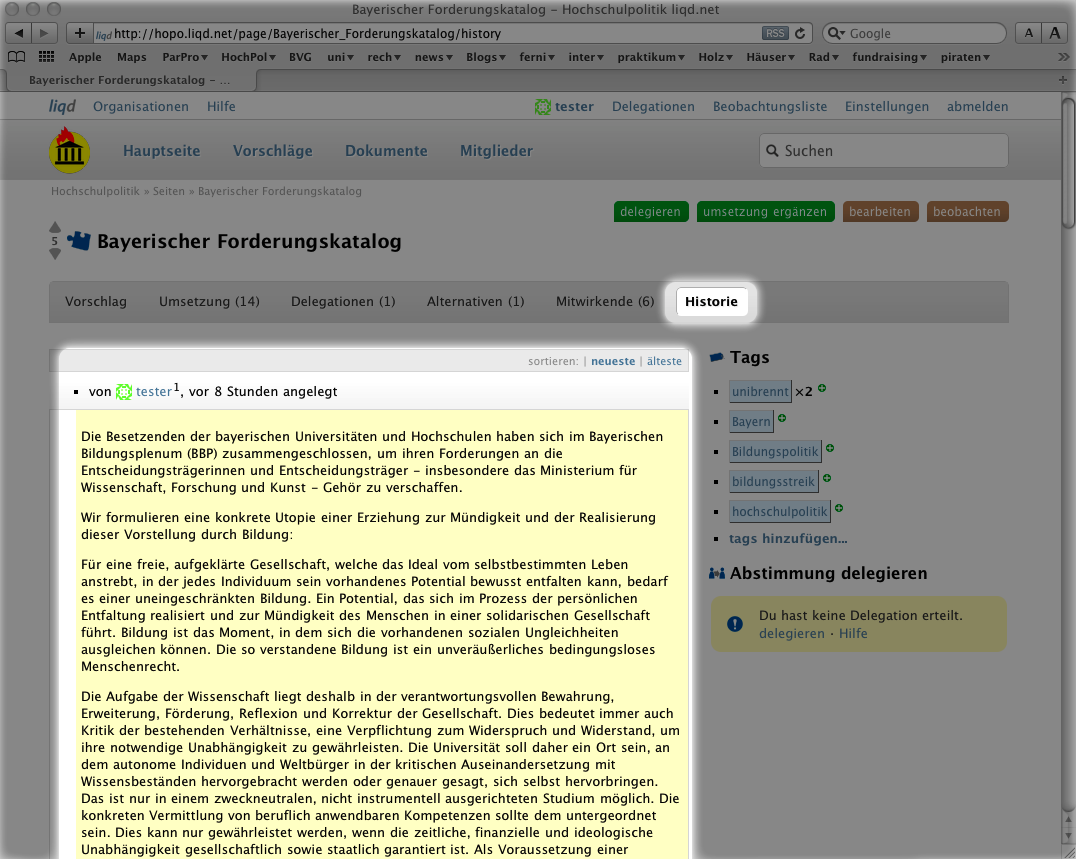 Bayerischer Forderungskatalog – Hochschulpolitik liqd.net
liqd http://hopo.liqd.net/page/Bayerischer_Forderungskatalog/history RSS Google A A
Apple Maps ParPro HochPol BVG uni rech news Blogs ferni inter praktikum Holz Häuser Rad fundraising piraten
Bayerischer Forderungskatalog – ...
liqd Organisationen Hilfe tester Delegationen Beobachtungsliste Einstellungen abmelden
Hauptseite Vorschläge Dokumente Mitglieder Suchen
Hochschulpolitik » Seiten » Bayerischer Forderungskatalog
delegieren umsetzung ergänzen bearbeiten beobachten
5 Bayerischer Forderungskatalog
Vorschlag Umsetzung (14) Delegationen (1) Alternativen (1) Mitwirkende (6) Historie
sortieren: | neueste | älteste
von tester1, vor 8 Stunden angelegt
Die Besetzenden der bayerischen Universitäten und Hochschulen haben sich im Bayerischen
Bildungsplenum (BBP) zusammengeschlossen, um ihren Forderungen an die
Entscheidungsträgerinnen und Entscheidungsträger – insbesondere das Ministerium für
Wissenschaft, Forschung und Kunst – Gehör zu verschaffen.
Wir formulieren eine konkrete Utopie einer Erziehung zur Mündigkeit und der Realisierung
dieser Vorstellung durch Bildung:
Für eine freie, aufgeklärte Gesellschaft, welche das Ideal vom selbstbestimmten Leben
anstrebt, in der jedes Individuum sein vorhandenes Potential bewusst entfalten kann, bedarf
es einer uneingeschränkten Bildung. Ein Potential, das sich im Prozess der persönlichen
Entfaltung realisiert und zur Mündigkeit des Menschen in einer solidarischen Gesellschaft
führt. Bildung ist das Moment, in dem sich die vorhandenen sozialen Ungleichheiten
ausgleichen können. Die so verstandene Bildung ist ein unveräußerliches bedingungsloses
Menschenrecht.
Die Aufgabe der Wissenschaft liegt deshalb in der verantwortungsvollen Bewahrung,
Erweiterung, Förderung, Reflexion und Korrektur der Gesellschaft. Dies bedeutet immer auch
Kritik der bestehenden Verhältnisse, eine Verpflichtung zum Widerspruch und Widerstand, um
ihre notwendige Unabhängigkeit zu gewährleisten. Die Universität soll daher ein Ort sein, an
dem autonome Individuen und Weltbürger in der kritischen Auseinandersetzung mit
Wissensbeständen hervorgebracht werden oder genauer gesagt, sich selbst hervorbringen.
Das ist nur in einem zweckneutralen, nicht instrumentell ausgerichteten Studium möglich. Die
konkreten Vermittlung von beruflich anwendbaren Kompetenzen sollte dem untergeordnet
sein. Dies kann nur gewährleistet werden, wenn die zeitliche, finanzielle und ideologische
Unabhängigkeit gesellschaftlich sowie staatlich garantiert ist. Als Voraussetzung einer
Tags
unibrennt ×2
Bayern
Bildungspolitik
bildungsstreik
hochschulpolitik
tags hinzufügen...
Abstimmung delegieren
Du hast keine Delegation erteilt.
delegieren · Hilfe